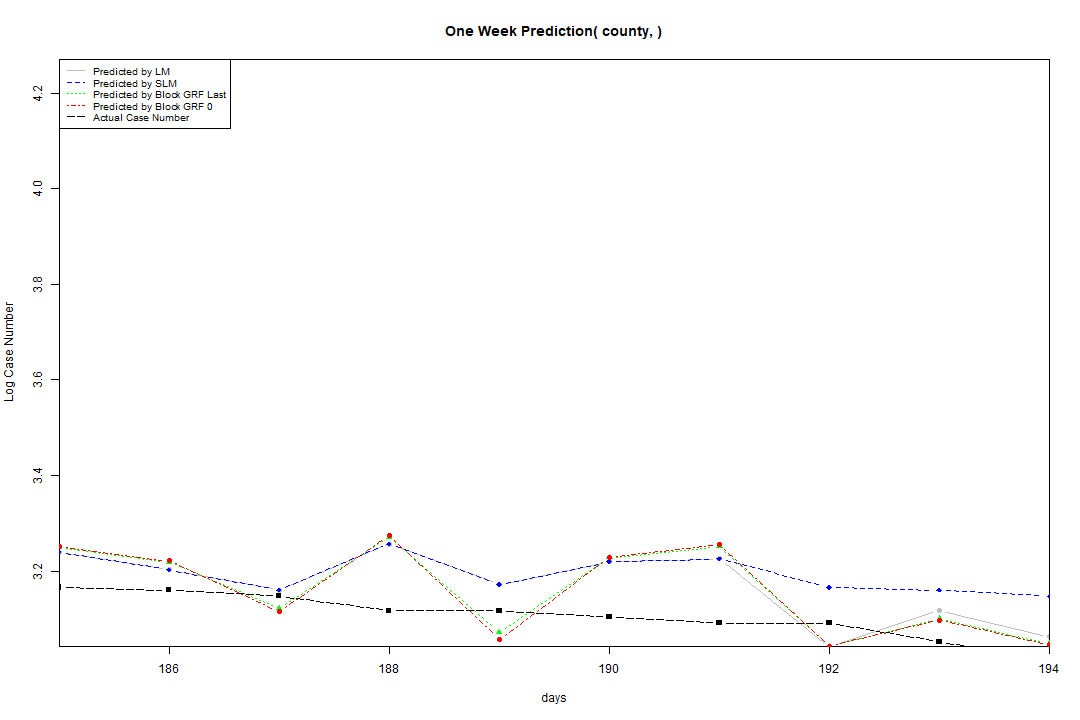 One Week Prediction( county, )
Predicted by LM
Predicted by SLM
Predicted by Block GRF Last
Predicted by Block GRF 0
Actual Case Number
4.2
4.0
3.8
3.6
3.4
3.2
Log Case Number
186
188
190
192
194
days